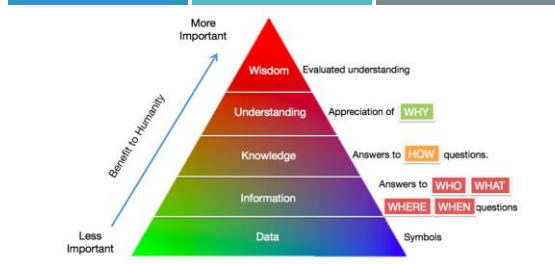 More
Important
Wisdom Evaluated understanding
Understanding Appreciation of WHY
Benefit to Humanity
Knowledge Answers to HOW questions.
Information Answers to WHO WHAT
WHERE WHEN questions
Less
Important
Data Symbols